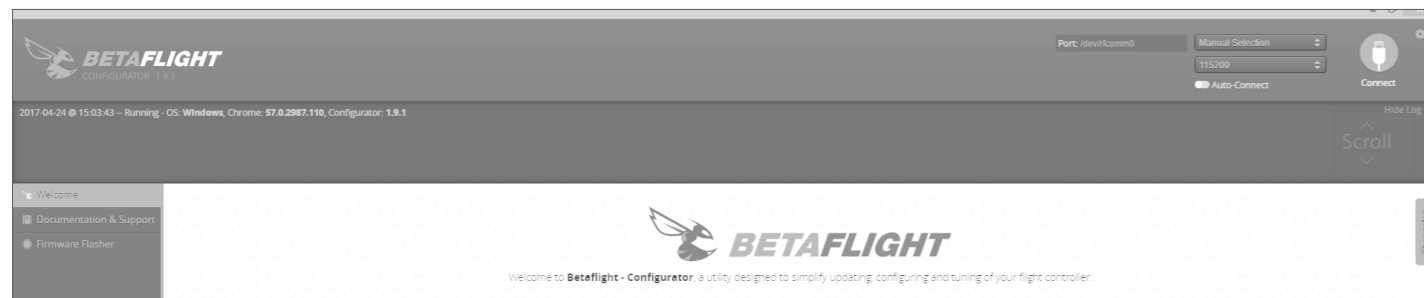 BETAFLIGHT
CONFIGURATOR 1.9.1
Port: /dev/rfcomm0
Manual Selection
115200
Auto-Connect
Connect
2017-04-24 @ 15:03:43 -- Running - OS: Windows, Chrome: 57.0.2987.110, Configurator: 1.9.1
Hide Log
Scroll
Welcome
Documentation & Support
Firmware Flasher
BETAFLIGHT
Welcome to Betaflight - Configurator, a utility designed to simplify updating, configuring and tuning of your flight controller.